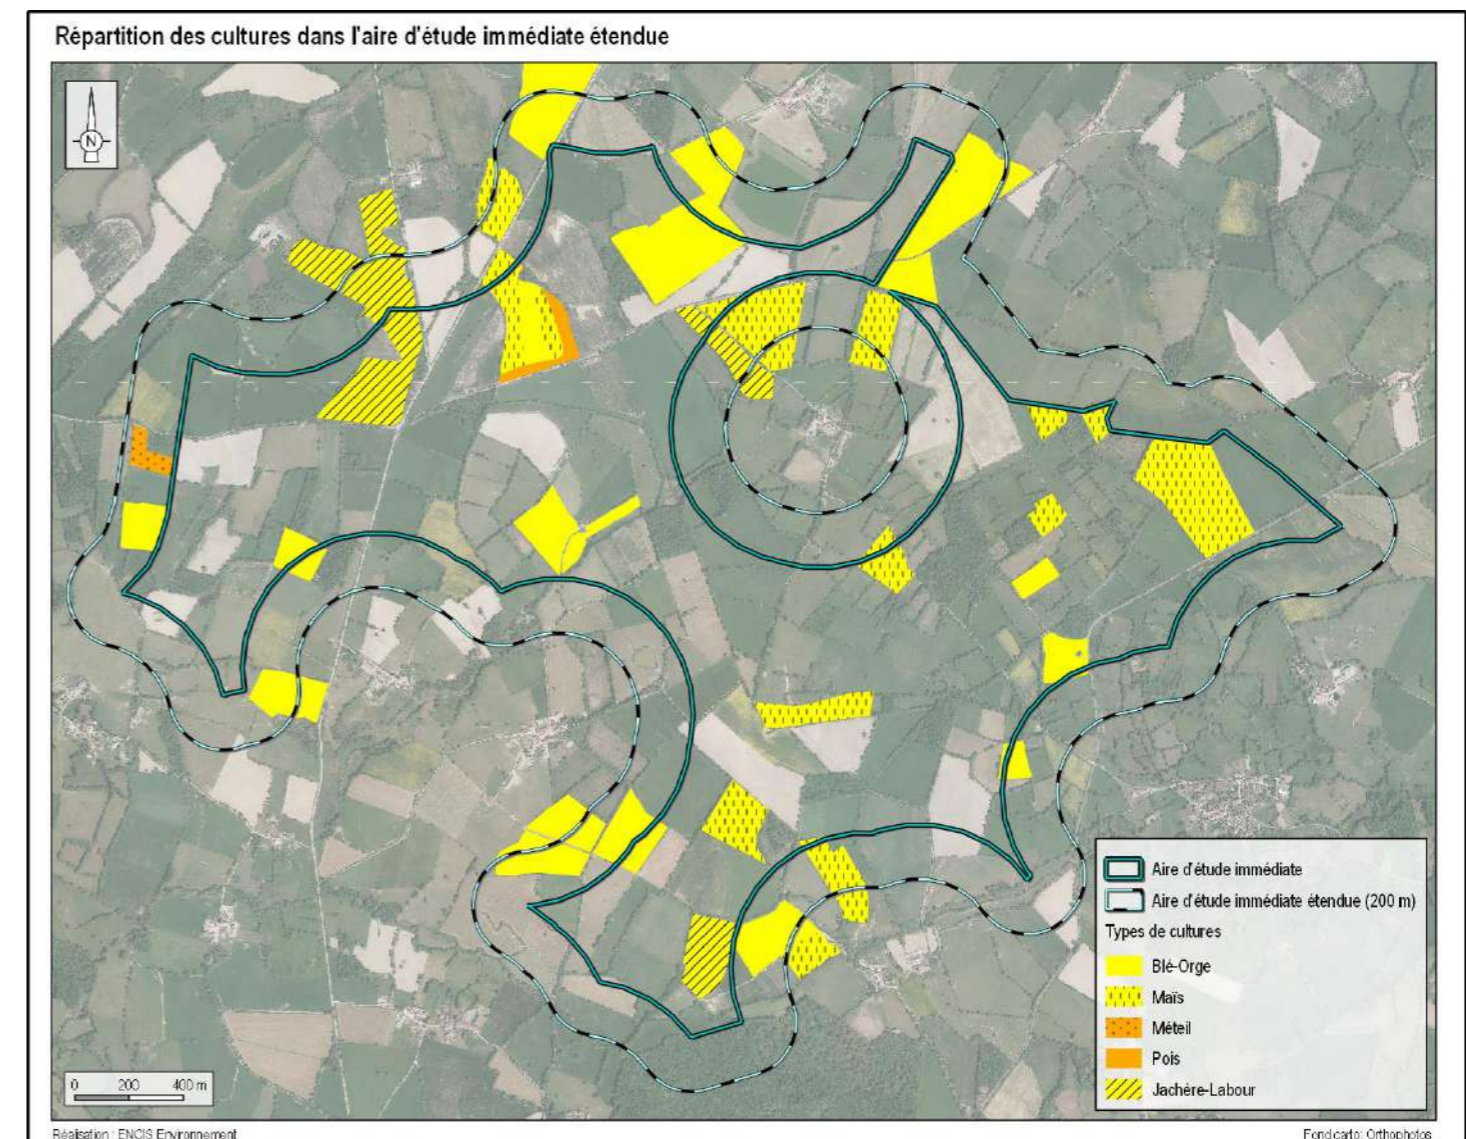 Répartition des cultures dans l'aire d'étude immédiate étendue
N
Aire d'étude immédiate
Aire d'étude immédiate étendue (200 m)
Types de cultures
Blé-Orge
Maïs
Méteil
Pois
Jachère-Labour
0 200 400 m
Réalisation : ENCIS Environnement
Fond carto: Orthophotos